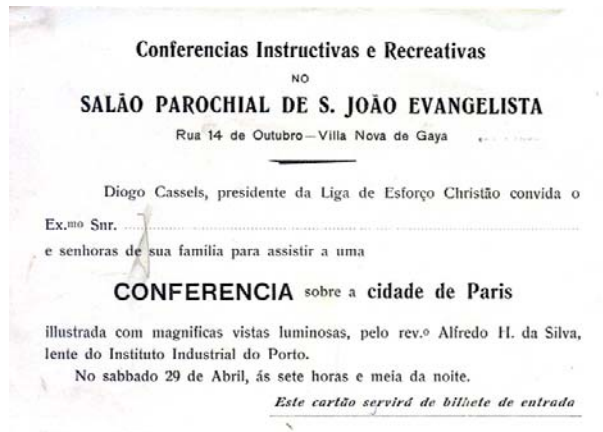 Conferencias Instructivas e Recreativas
NO
SALÃO PAROCHIAL DE S. JOÃO EVANGELISTA
Rua 14 de Outubro—Villa Nova de Gaya
Diogo Cassels, presidente da Liga de Esforço Christão convida o
Ex.mo Snr.
e senhoras de sua familia para assistir a uma
CONFERENCIA sobre a cidade de Paris
illustrada com magnificas vistas luminosas, pelo rev.º Alfredo H. da Silva,
lente do Instituto Industrial do Porto.
No sabbado 29 de Abril, ás sete horas e meia da noite.
Este cartão servirá de bilhete de entrada